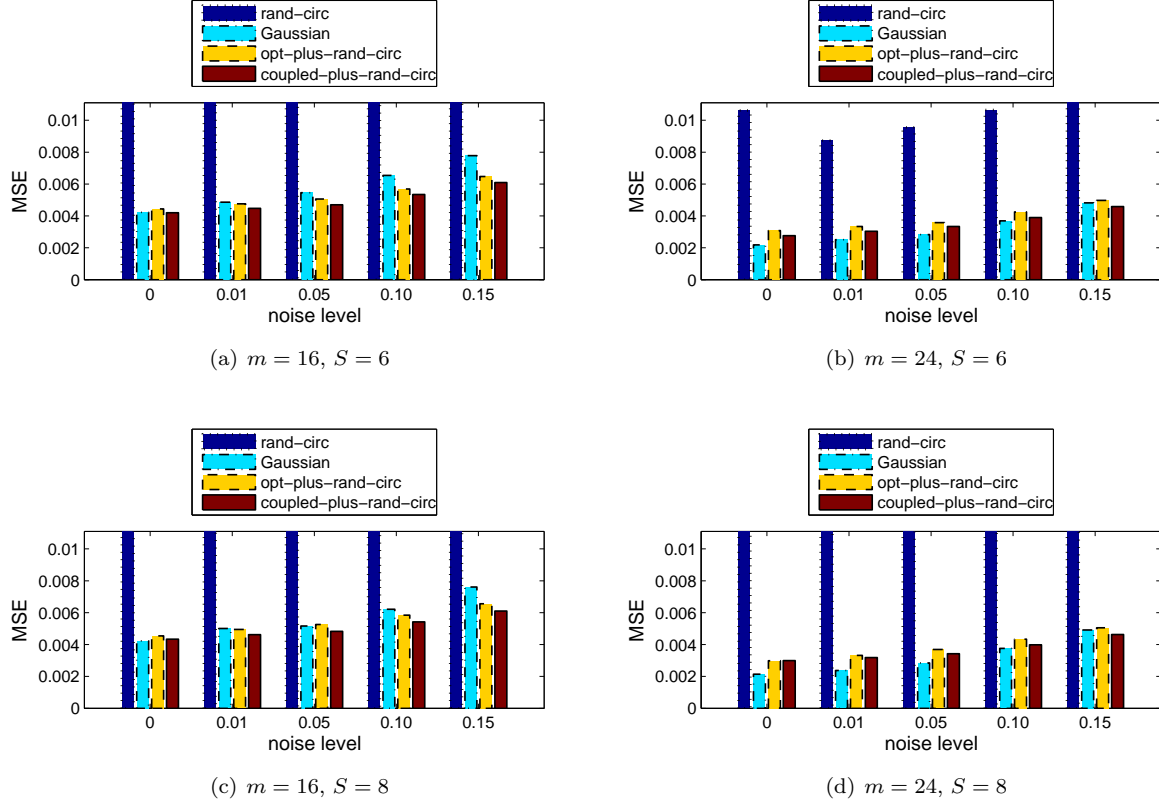 rand-circ
Gaussian
opt-plus-rand-circ
coupled-plus-rand-circ
0.01
0.008
0.006
0.004
0.002
0
MSE
0 0.01 0.05 0.10 0.15
noise level
(a) m = 16, S = 6
rand-circ
Gaussian
opt-plus-rand-circ
coupled-plus-rand-circ
0.01
0.008
0.006
0.004
0.002
0
MSE
0 0.01 0.05 0.10 0.15
noise level
(b) m = 24, S = 6
rand-circ
Gaussian
opt-plus-rand-circ
coupled-plus-rand-circ
0.01
0.008
0.006
0.004
0.002
0
MSE
0 0.01 0.05 0.10 0.15
noise level
(c) m = 16, S = 8
rand-circ
Gaussian
opt-plus-rand-circ
coupled-plus-rand-circ
0.01
0.008
0.006
0.004
0.002
0
MSE
0 0.01 0.05 0.10 0.15
noise level
(d) m = 24, S = 8